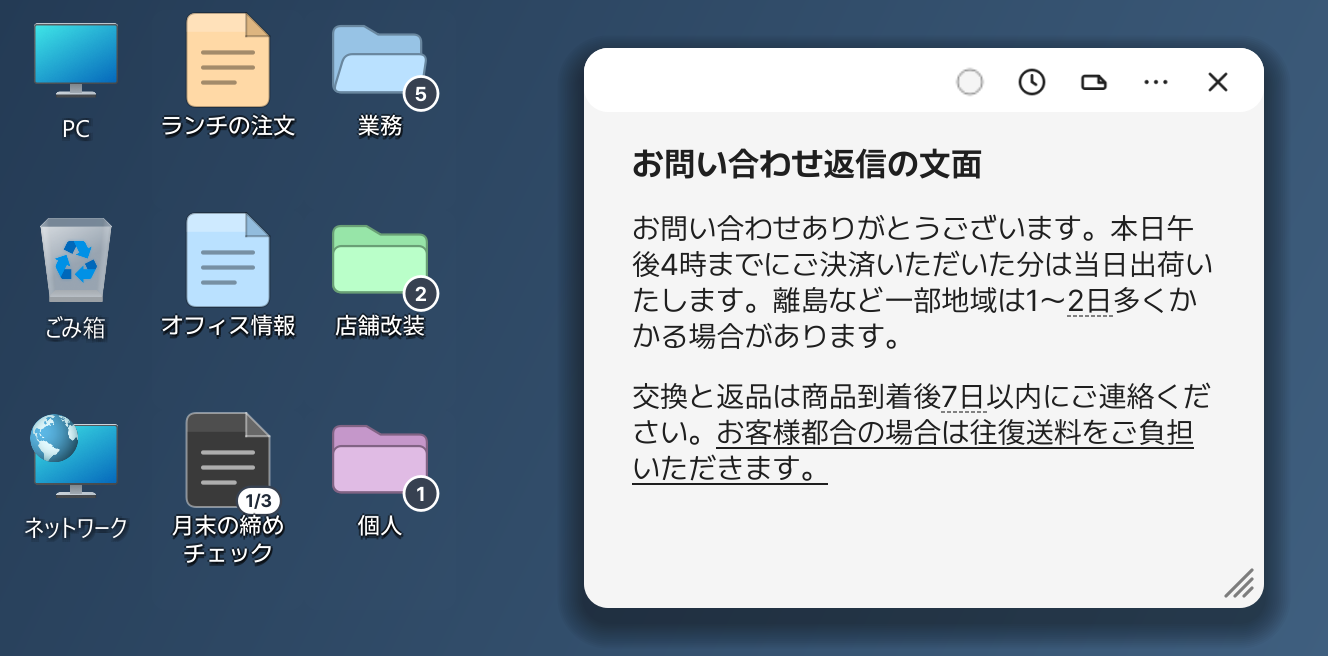 PC
ランチの注文
5
業務
ごみ箱
オフィス情報
2
店舗改装
ネットワーク
1/3
月末の締め
チェック
1
個人
お問い合わせ返信の文面
お問い合わせありがとうございます。本日午
後4時までにご決済いただいた分は当日出荷い
たします。離島など一部地域は1〜2日多くか
かる場合があります。
交換と返品は商品到着後7日以内にご連絡くだ
さい。お客様都合の場合は往復送料をご負担
いただきます。